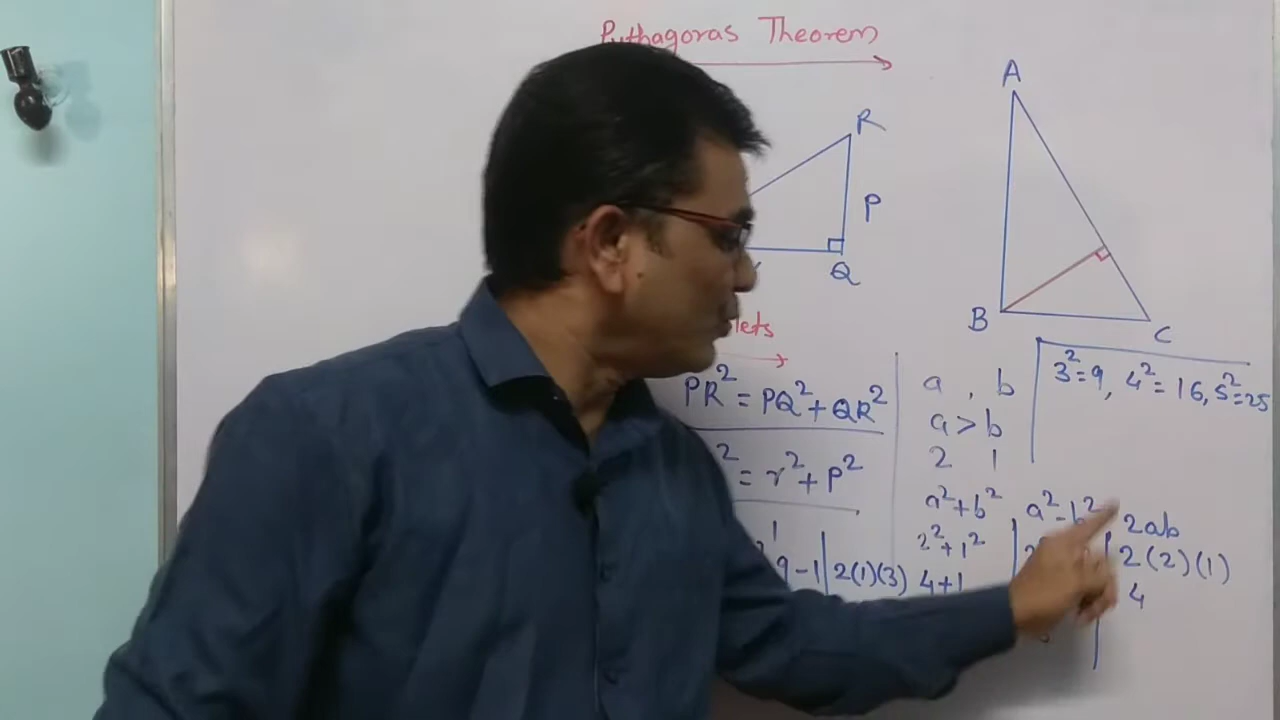 Pythagoras Theorem
A
R
P
Q
B
C
lets
PR² = PQ² + QR²
² = r² + p²
a , b
a > b
2 1
a² + b² a² - b² 2ab
2² + 1² 2(2)(1)
9 - 1 2(1)(3) 4 + 1 4
3² = 9, 4² = 16, 5² = 25